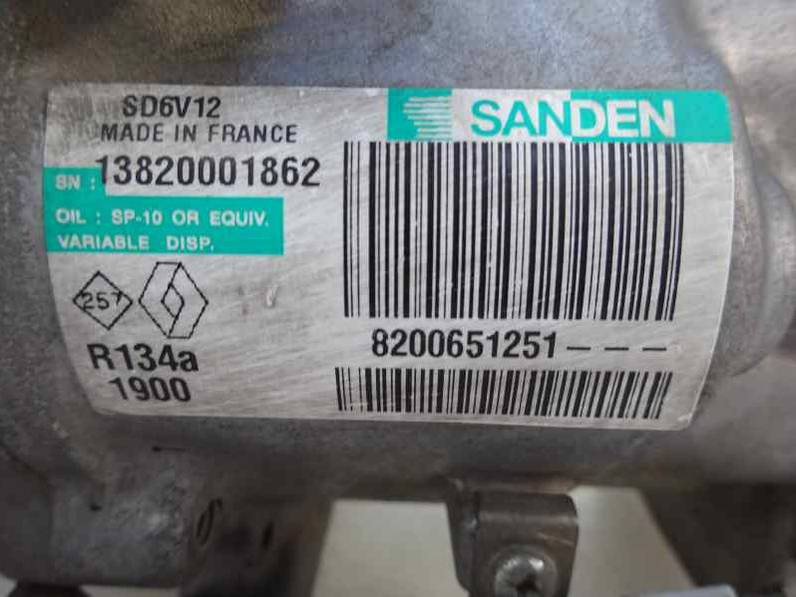 SD6V12
MADE IN FRANCE
SANDEN
SN : 13820001862
OIL : SP-10 OR EQUIV.
VARIABLE DISP.
257
R134a
1900
8200651251---